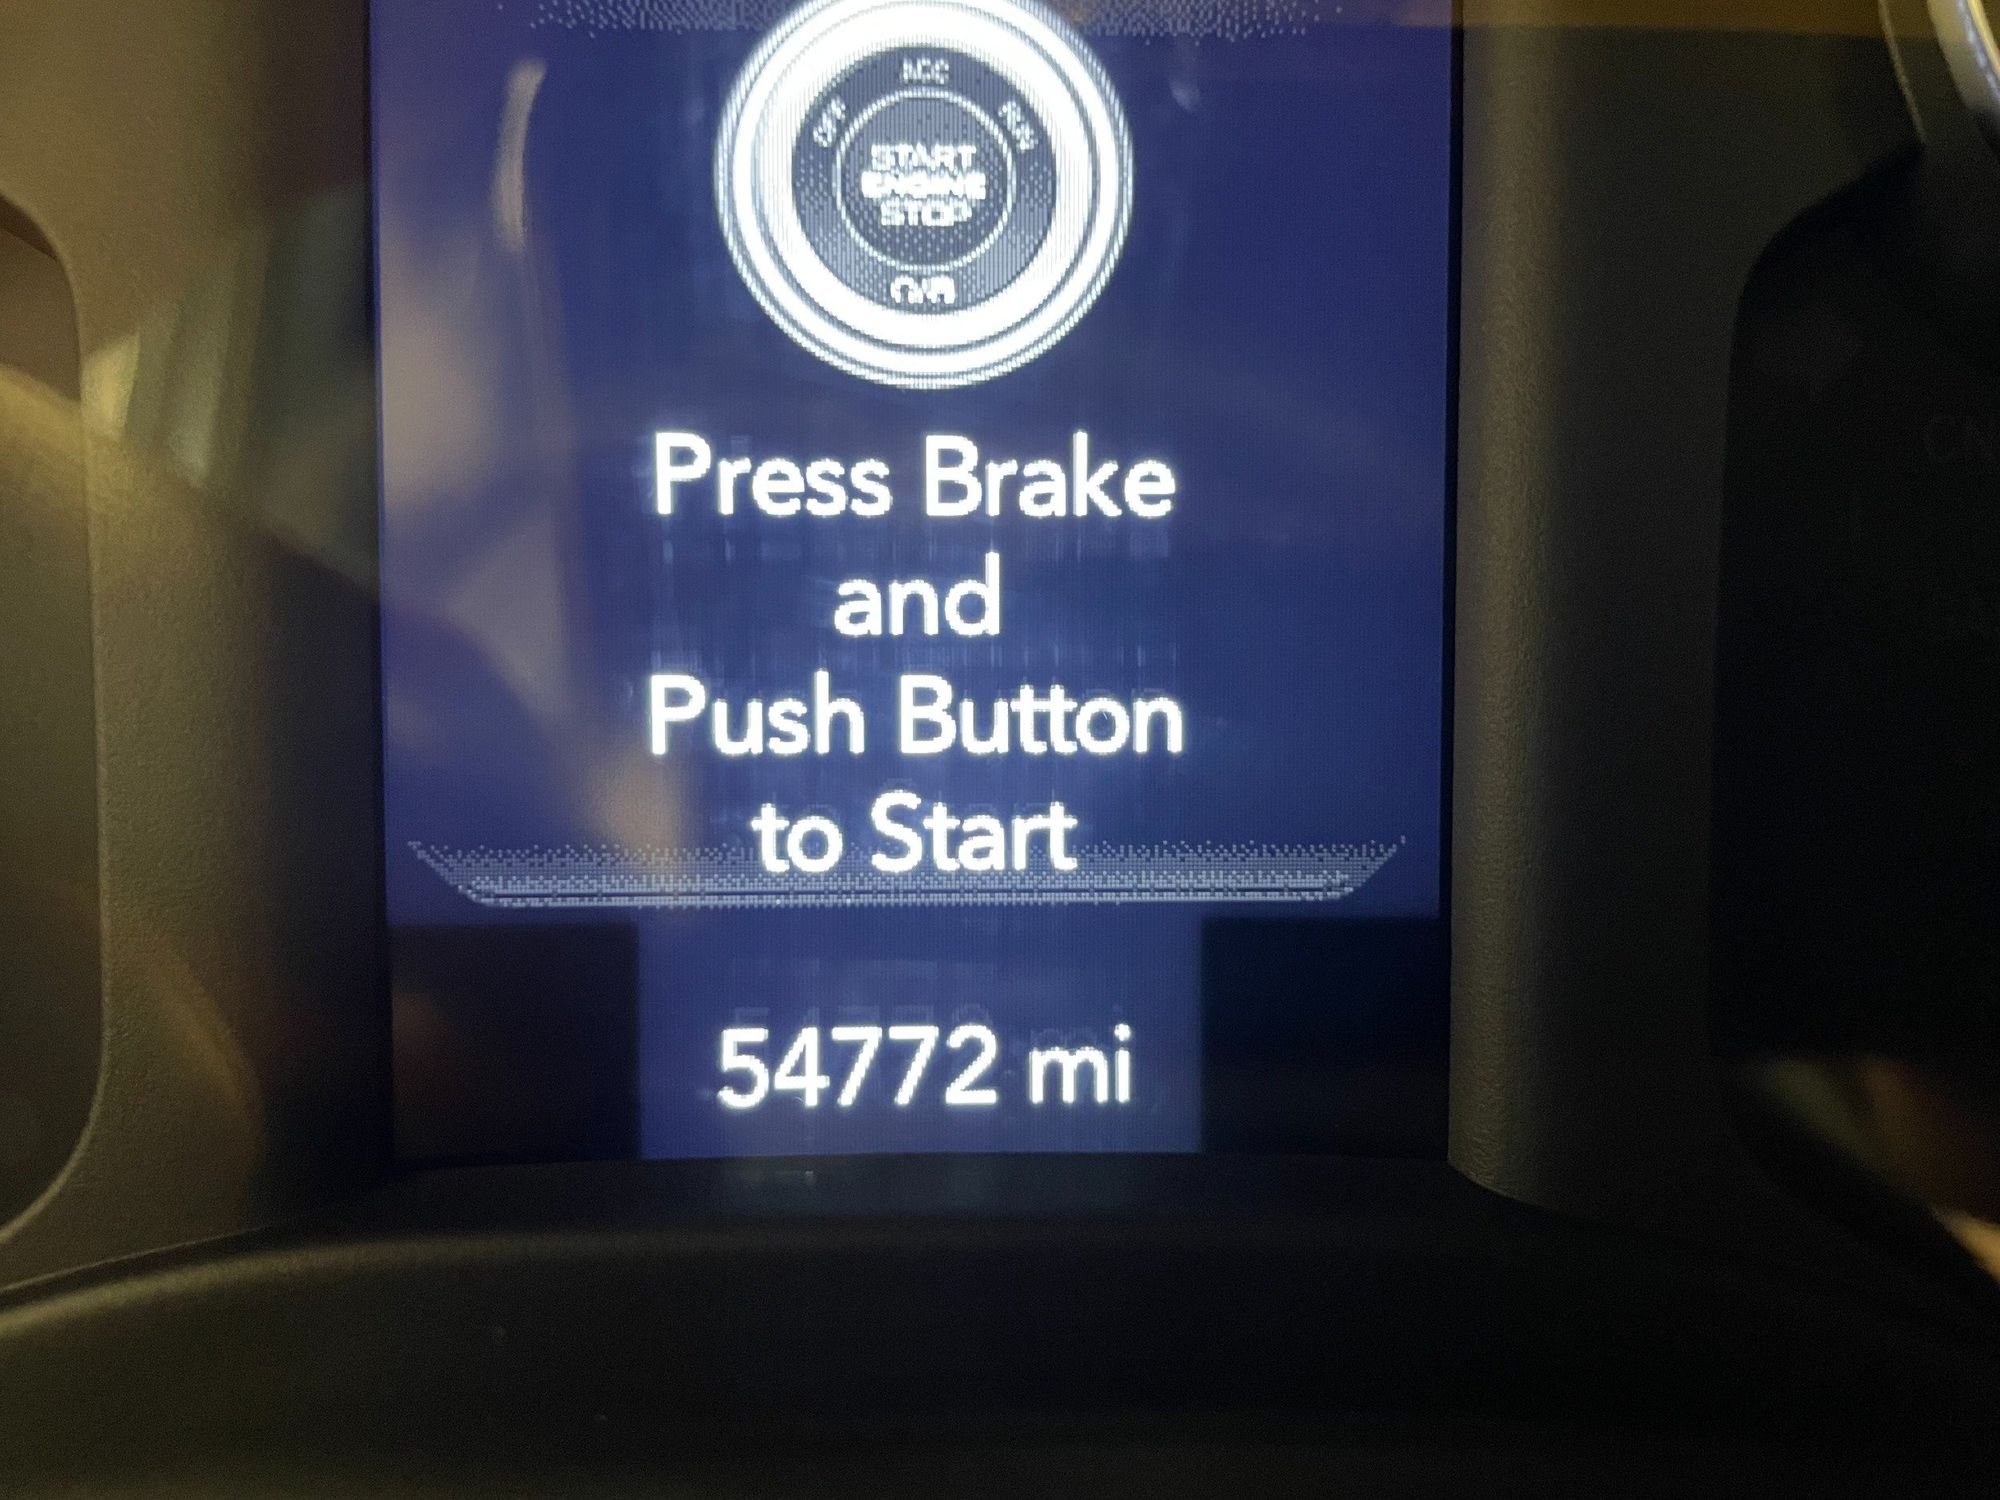 ACC
OFF RUN
START
ENGINE
STOP
Press Brake
and
Push Button
to Start
54772 mi